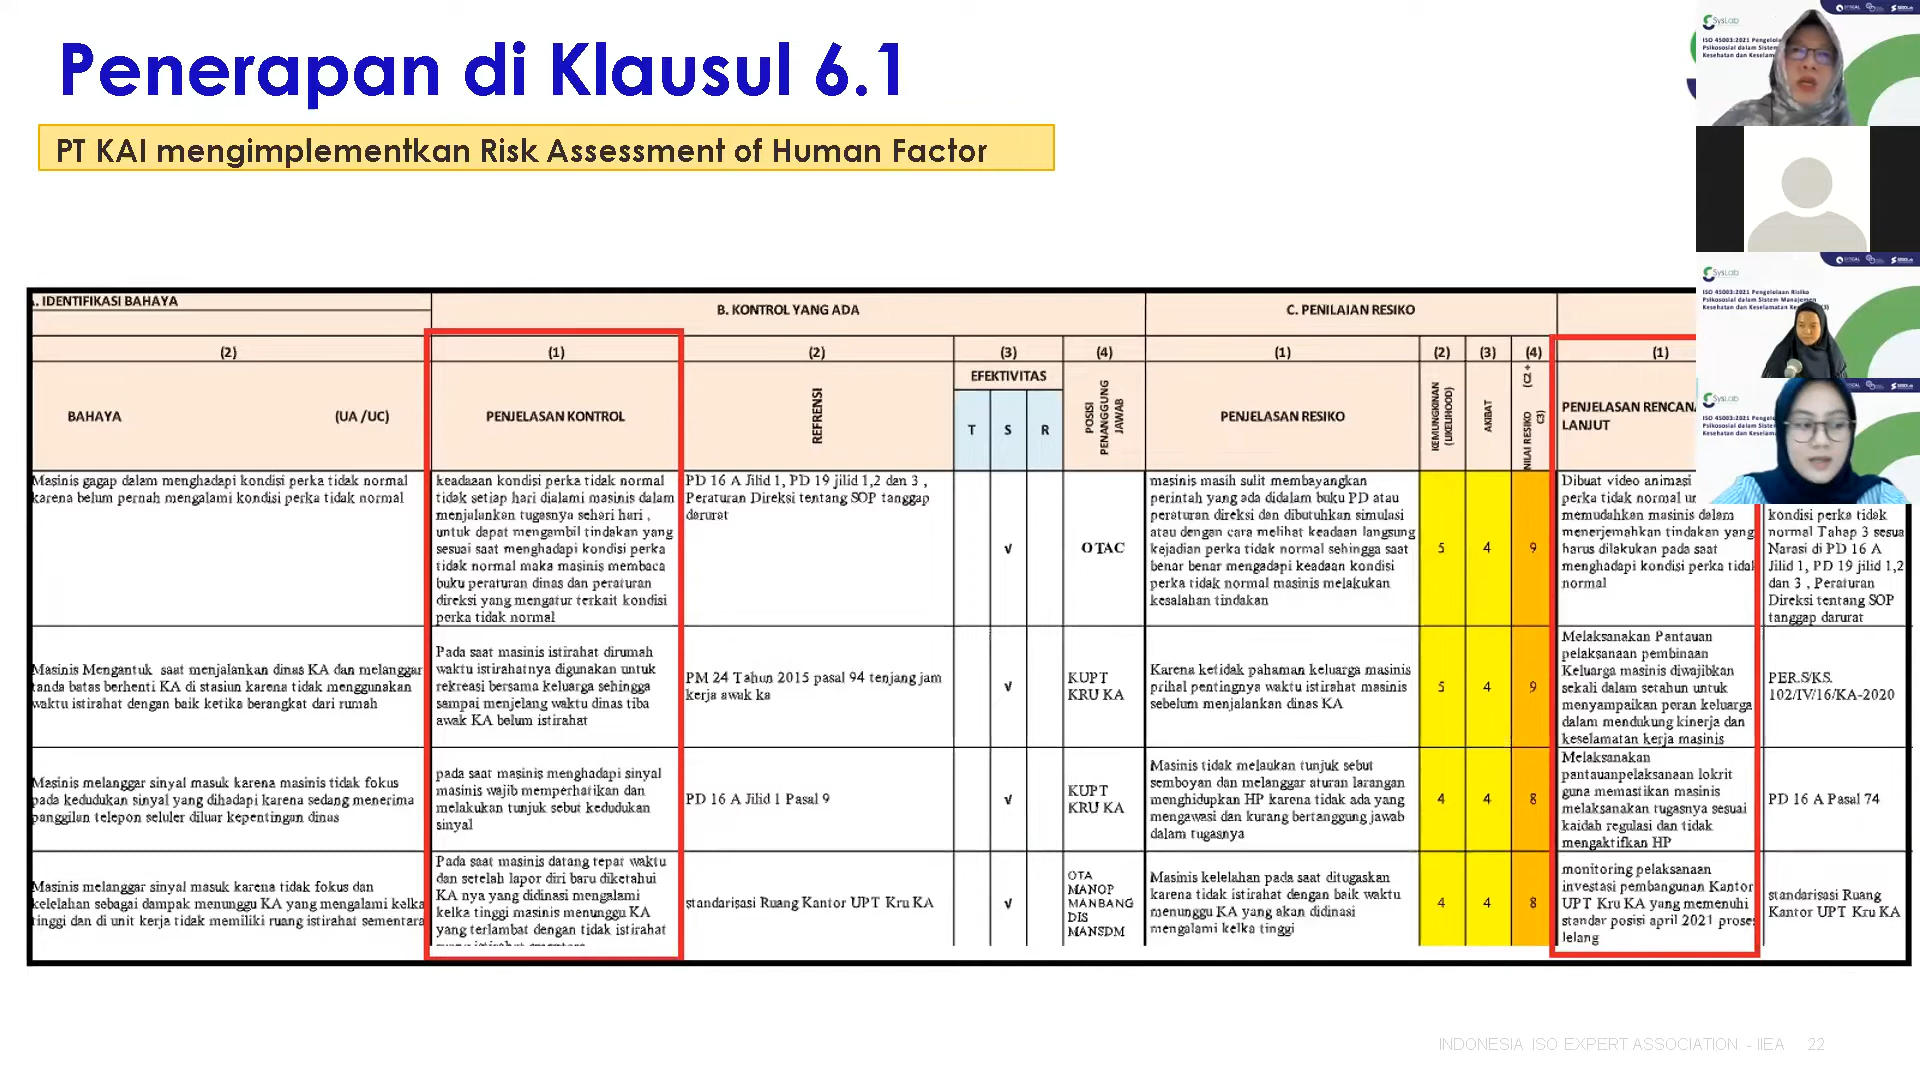 Penerapan di Klausul 6.1
PT KAI mengimplementkan Risk Assessment of Human Factor
A. IDENTIFIKASI BAHAYA
B. KONTROL YANG ADA
C. PENILAIAN RESIKO
(2)
(1)
(2)
(3)
(4)
(1)
(2)
(3)
(4)
(1)
BAHAYA
(UA /UC)
PENJELASAN KONTROL
REFERENSI
EFEKTIVITAS
T
S
R
POSISI
PENANGGUNG
JAWAB
PENJELASAN RESIKO
KEMUNGKINAN
(LIKELIHOOD)
AKIBAT
NILAI RESIKO (C2 +
C3)
PENJELASAN RENCANA
LANJUT
Masinis gagap dalam menghadapi kondisi perka tidak normal
karena belum pernah mengalami kondisi perka tidak normal
keadaan kondisi perka tidak normal
tidak setiap hari dialami masinis dalam
menjalankan tugasnya sehari hari ,
untuk dapat mengambil tindakan yang
sesuai saat menghadapi kondisi perka
tidak normal maka masinis membaca
buku peraturan dinas dan peraturan
direksi yang mengatur terkait kondisi
perka tidak normal
PD 16 A Jilid 1, PD 19 jilid 1,2 dan 3 ,
Peraturan Direksi tentang SOP tanggap
darurat
√
OTAC
masinis masih sulit membayangkan
perintah yang ada didalam buku PD atau
peraturan direksi dan dibutuhkan simulasi
atau dengan cara melihat keadaan langsung
kejadian perka tidak normal sehingga saat
benar benar mengadapi keadaan kondisi
perka tidak normal masinis melakukan
kesalahan tindakan
5
4
9
Dibuat video animasi
perka tidak normal
memudahkan masinis dalam
menerjemahkan tindakan yang
harus dilakukan pada saat
menghadapi kondisi perka tidak
normal
kondisi perka tidak
normal Tahap 3 sesua
Narasi di PD 16 A
Jilid 1, PD 19 jilid 1,2
dan 3 , Peraturan
Direksi tentang SOP
tanggap darurat
Masinis Mengantuk saat menjalankan dinas KA dan melanggar
tanda batas berhenti KA di stasiun karena tidak menggunakan
waktu istirahat dengan baik ketika berangkat dari rumah
Pada saat masinis istirahat dirumah
waktu istirahatnya digunakan untuk
rekreasi bersama keluarga sehingga
sampai menjelang waktu dinas tiba
awak KA belum istirahat
PM 24 Tahun 2015 pasal 94 tenjang jam
kerja awak ka
√
KUPT
KRU KA
Karena ketidak pahaman keluarga masinis
prihal pentingnya waktu istirahat masinis
sebelum menjalankan dinas KA
5
4
9
Melaksanakan Pantauan
pelaksanaan pembinaan
Keluarga masinis diwajibkan
sekali dalam setahun untuk
menyampaikan peran keluarga
dalam mendukung kinerja dan
keselamatan kerja masinis
PER.S/KS.
102/IV/16/KA-2020
Masinis melanggar sinyal masuk karena masinis tidak fokus
pada kedudukan sinyal yang dihadapi karena sedang menerima
panggilan telepon seluler diluar kepentingan dinas
pada saat masinis menghadapi sinyal
masinis wajib memperhatikan dan
melakukan tunjuk sebut kedudukan
sinyal
PD 16 A Jilid 1 Pasal 9
√
KUPT
KRU KA
Masinis tidak melaukan tunjuk sebut
semboyan dan melanggar aturan larangan
menghidupkan HP karena tidak ada yang
mengawasi dan kurang bertanggung jawab
dalam tugasnya
4
4
8
Melaksanakan
pantauanpelaksanaan lokrit
guna memastikan masinis
melaksanakan tugasnya sesuai
kaidah regulasi dan tidak
mengaktifkan HP
PD 16 A Pasal 74
Masinis melanggar sinyal masuk karena tidak fokus dan
kelelahan sebagai dampak menunggu KA yang mengalami kelka
tinggi dan di unit kerja tidak memiliki ruang istirahat sementara
Pada saat masinis datang tepat waktu
dan setelah lapor diri baru diketahui
KA nya yang didinasi mengalami
kelka tinggi masinis menunggu KA
yang terlambat dengan tidak istirahat
standarisasi Ruang Kantor UPT Kru KA
√
OTA
MANOP
MANBANG
DIS
MANSDM
Masinis kelelahan pada saat ditugaskan
karena tidak istirahat dengan baik waktu
menunggu KA yang akan didinasi
mengalami kelka tinggi
4
4
8
monitoring pelaksanaan
investasi pembangunan Kantor
UPT Kru KA yang memenuhi
standar posisi april 2021 proses
lelang
standarisasi Ruang
Kantor UPT Kru KA
INDONESIA ISO EXPERT ASSOCIATION - IIEA 22
SysLab
SysLab
ISO 45003:2021 Pengelolaan Risiko
Psikososial dalam Sistem Manajemen
Kesehatan dan Keselamatan